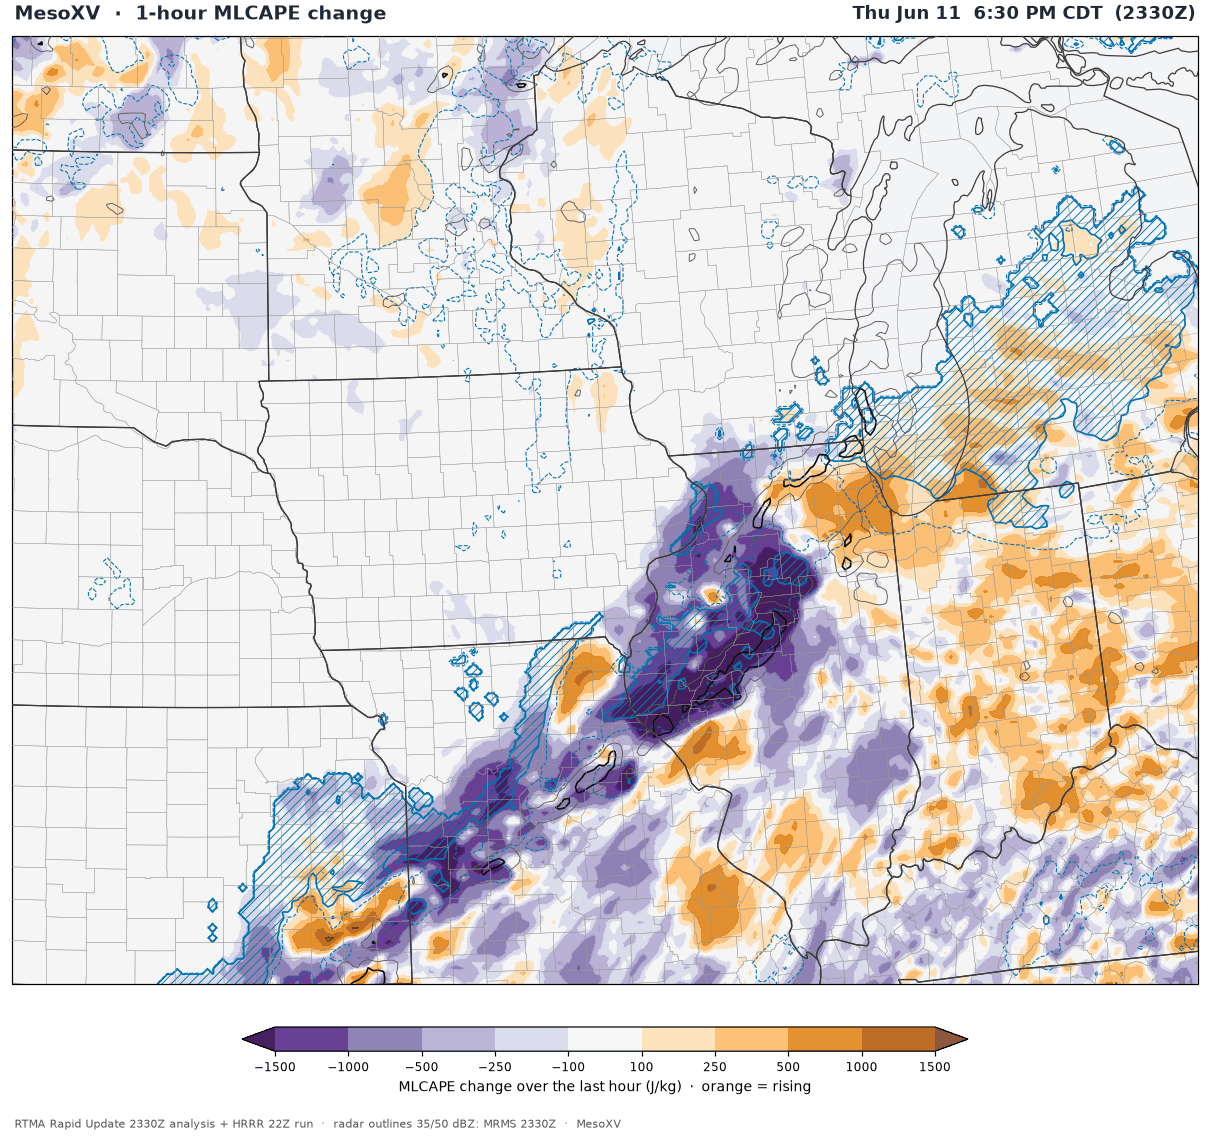 MesoXV · 1-hour MLCAPE change
Thu Jun 11 6:30 PM CDT (2330Z)
−1500 −1000 −500 −250 −100 100 250 500 1000 1500
MLCAPE change over the last hour (J/kg) · orange = rising
RTMA Rapid Update 2330Z analysis + HRRR 22Z run · radar outlines 35/50 dBZ: MRMS 2330Z · MesoXV